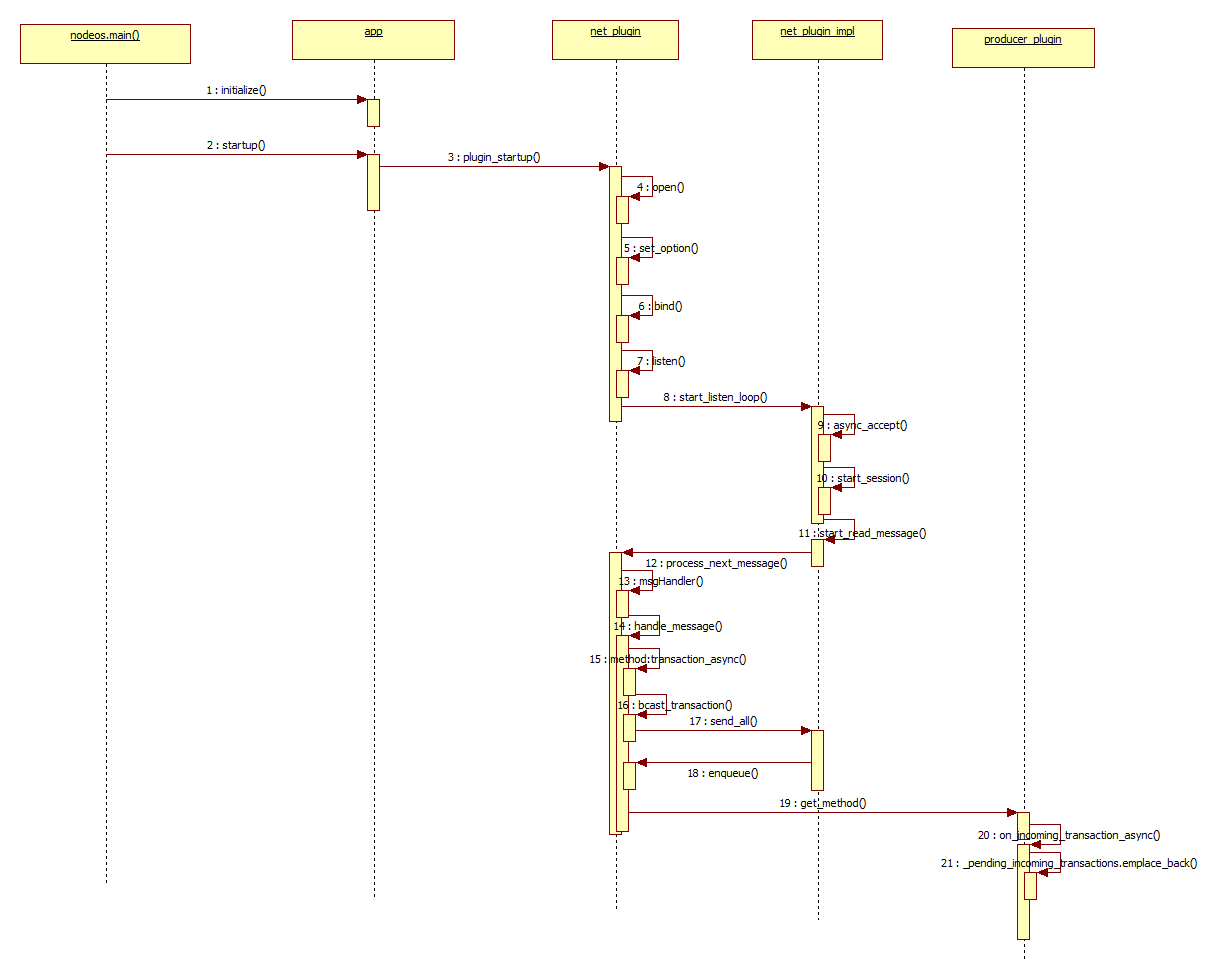 nodeos.main()
app
net_plugin
net_plugin_impl
producer_plugin
1 : initialize()
2 : startup()
3 : plugin_startup()
4 : open()
5 : set_option()
6 : bind()
7 : listen()
8 : start_listen_loop()
9 : async_accept()
10 : start_session()
11 : start_read_message()
12 : process_next_message()
13 : msgHandler()
14 : handle_message()
15 : method:transaction_async()
16 : bcast_transaction()
17 : send_all()
18 : enqueue()
19 : get_method()
20 : on_incoming_transaction_async()
21 : _pending_incoming_transactions.emplace_back()